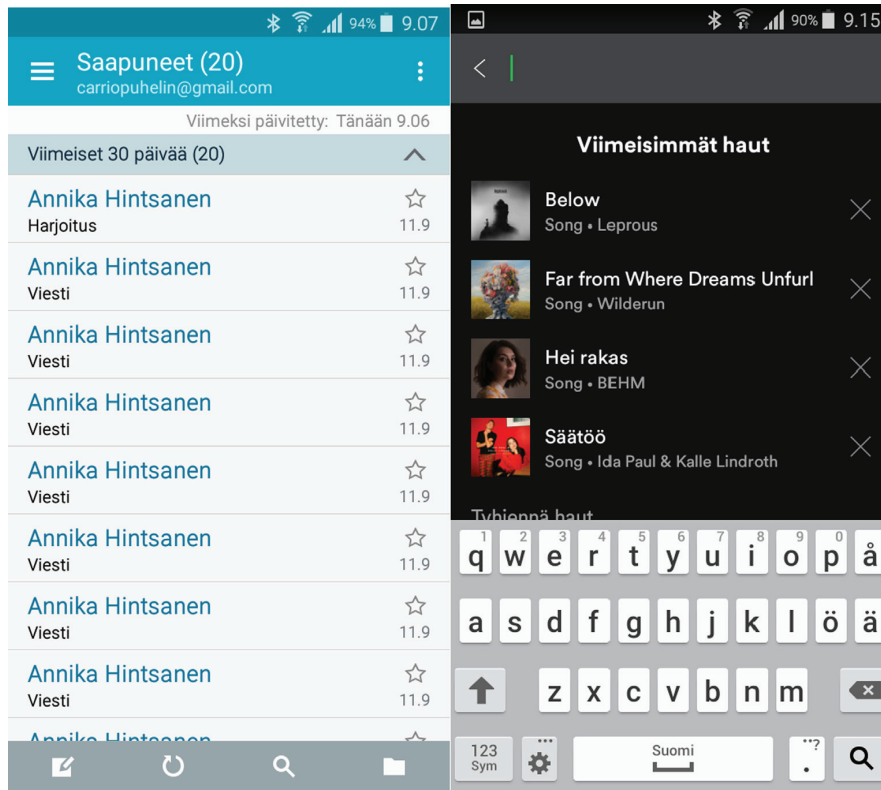 94% 9.07
Saapuneet (20)
carriopuhelin@gmail.com
Viimeksi päivitetty: Tänään 9.06
Viimeiset 30 päivää (20)
Annika Hintsanen
Harjoitus 11.9
Annika Hintsanen
Viesti 11.9
Annika Hintsanen
Viesti 11.9
Annika Hintsanen
Viesti 11.9
Annika Hintsanen
Viesti 11.9
Annika Hintsanen
Viesti 11.9
Annika Hintsanen
Viesti 11.9
Annika Hintsanen
Viesti 11.9
Annika Hintsanen
90% 9.15
Viimeisimmät haut
Below
Song • Leprous
Far from Where Dreams Unfurl
Song • Wilderun
Hei rakas
Song • BEHM
Säätöö
Song • Ida Paul & Kalle Lindroth
Tyhjennä haut
1 2 3 4 5 6 7 8 9 0
q w e r t y u i o p å
a s d f g h j k l ö ä
z x c v b n m
123 Sym Suomi . ?